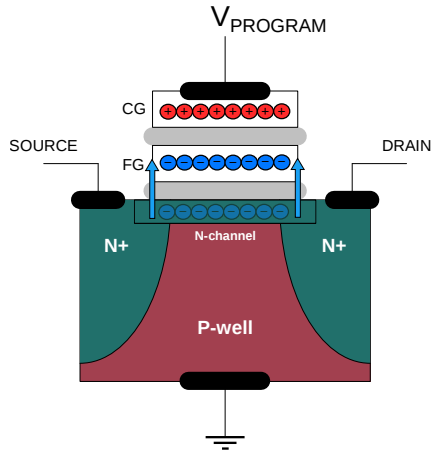 VPROGRAM
CG
SOURCE
FG
DRAIN
N+
N-channel
N+
P-well